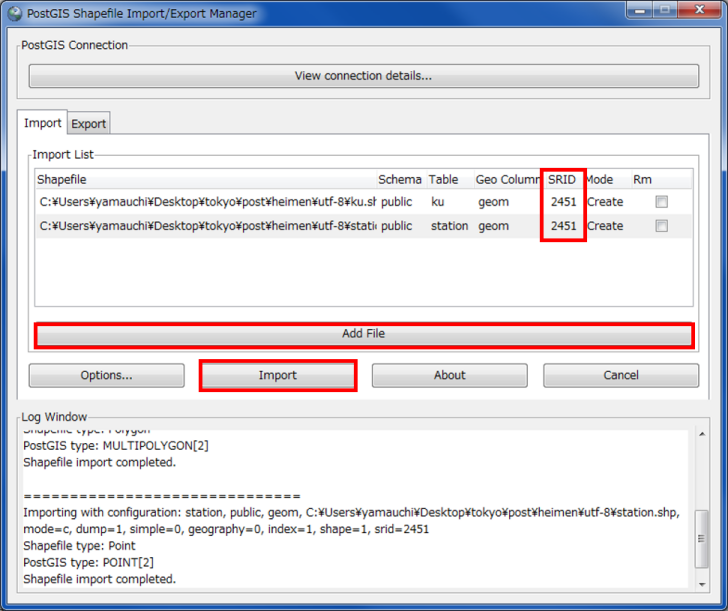 PostGIS Shapefile Import/Export Manager
PostGIS Connection
View connection details...
Import Export
Import List
Shapefile Schema Table Geo Column SRID Mode Rm
C:¥Users¥yamauchi¥Desktop¥tokyo¥post¥heimen¥utf-8¥ku.sh public ku geom 2451 Create
C:¥Users¥yamauchi¥Desktop¥tokyo¥post¥heimen¥utf-8¥static public station geom 2451 Create
Add File
Options... Import About Cancel
Log Window
Shapefile type: Polygon
PostGIS type: MULTIPOLYGON[2]
Shapefile import completed.
==============================
Importing with configuration: station, public, geom, C:¥Users¥yamauchi¥Desktop¥tokyo¥post¥heimen¥utf-8¥station.shp,
mode=c, dump=1, simple=0, geography=0, index=1, shape=1, srid=2451
Shapefile type: Point
PostGIS type: POINT[2]
Shapefile import completed.